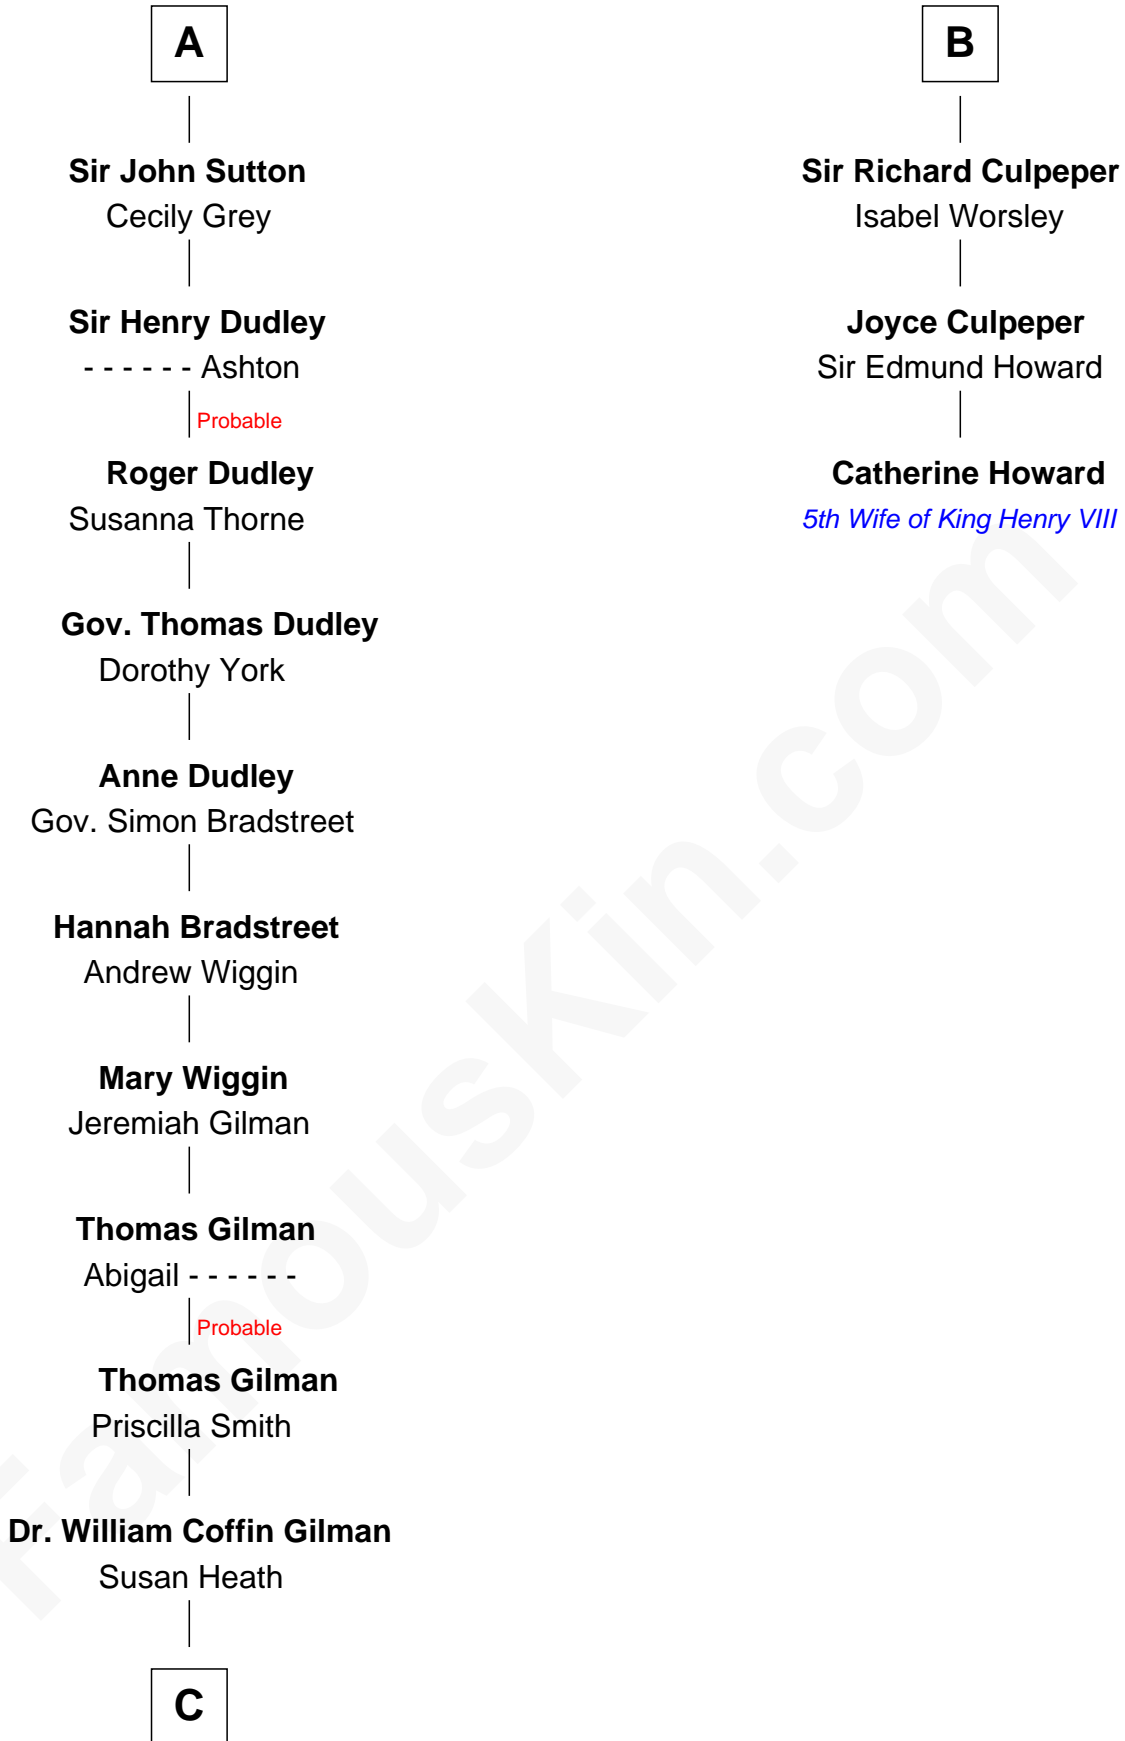 A
Sir John Sutton
Cecily Grey
Sir Henry Dudley
- - - - - - Ashton
Probable
Roger Dudley
Susanna Thorne
Gov. Thomas Dudley
Dorothy York
Anne Dudley
Gov. Simon Bradstreet
Hannah Bradstreet
Andrew Wiggin
Mary Wiggin
Jeremiah Gilman
Thomas Gilman
Abigail - - - - - -
Probable
Thomas Gilman
Priscilla Smith
Dr. William Coffin Gilman
Susan Heath
C
B
Sir Richard Culpeper
Isabel Worsley
Joyce Culpeper
Sir Edmund Howard
Catherine Howard
5th Wife of King Henry VIII
FamousKin.com